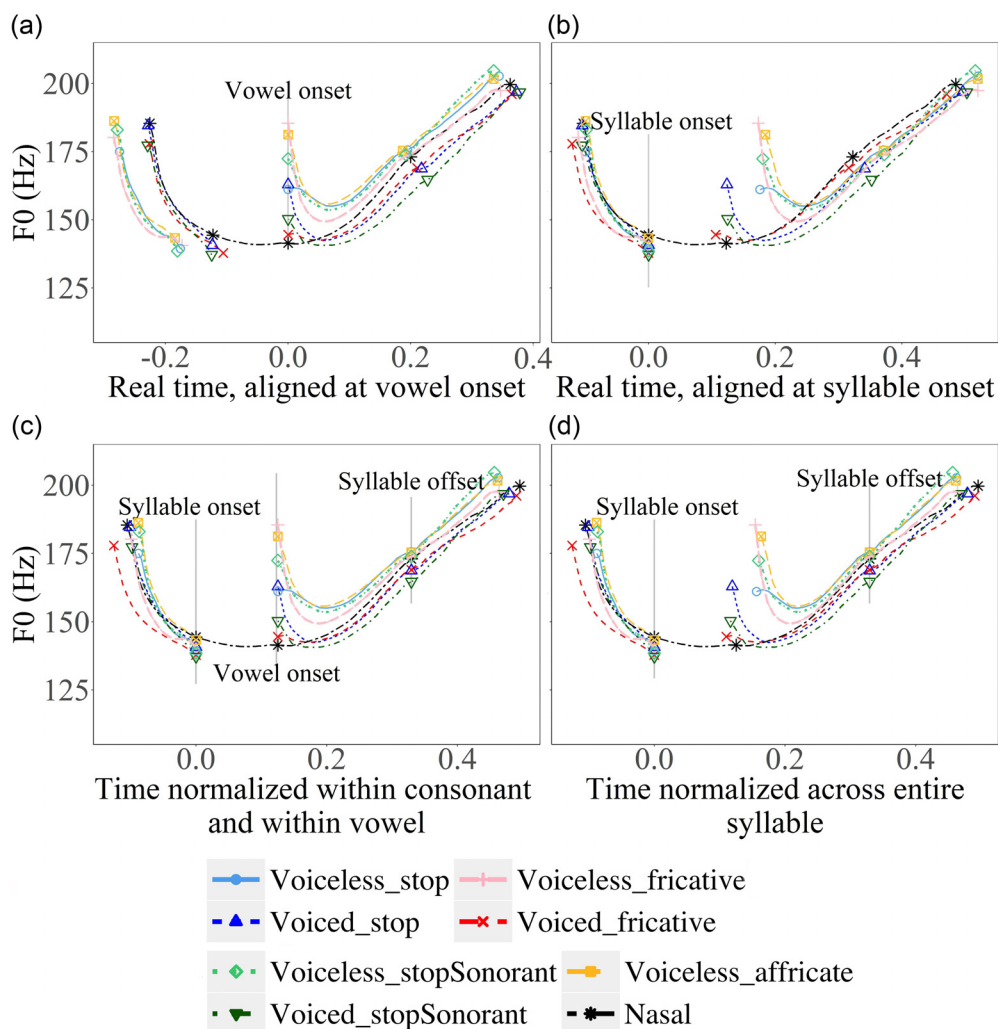 (a)
(b)
F0 (Hz)
200
175
150
125
Vowel onset
Syllable onset
-0.2 0.0 0.2 0.4
0.0 0.2 0.4
Real time, aligned at vowel onset
Real time, aligned at syllable onset
(c)
(d)
F0 (Hz)
200
175
150
125
Syllable onset
Syllable offset
Vowel onset
Syllable onset
Syllable offset
0.0 0.2 0.4
0.0 0.2 0.4
Time normalized within consonant
and within vowel
Time normalized across entire
syllable
Voiceless_stop
Voiceless_fricative
Voiced_stop
Voiced_fricative
Voiceless_stopSonorant
Voiceless_affricate
Voiced_stopSonorant
Nasal